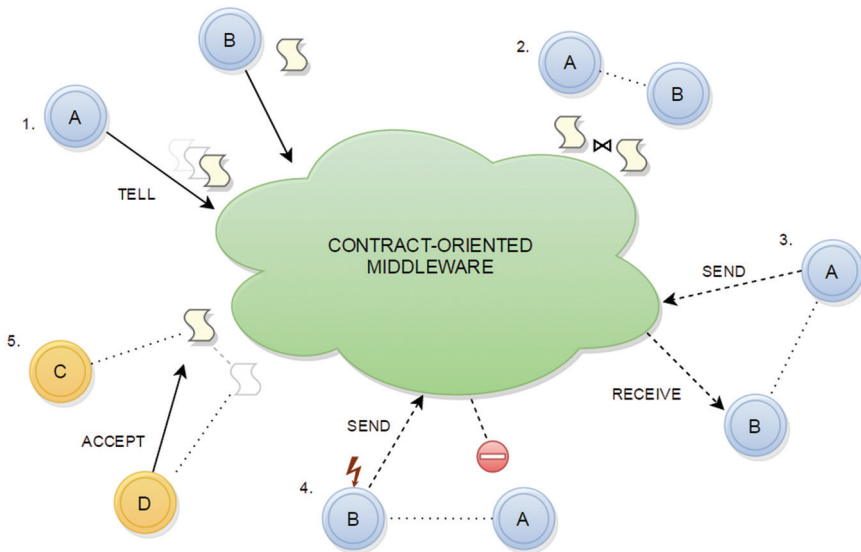 1.
A
TELL
B
2.
A
B
CONTRACT-ORIENTED
MIDDLEWARE
3.
A
SEND
RECEIVE
B
4.
SEND
B
A
5.
C
ACCEPT
D